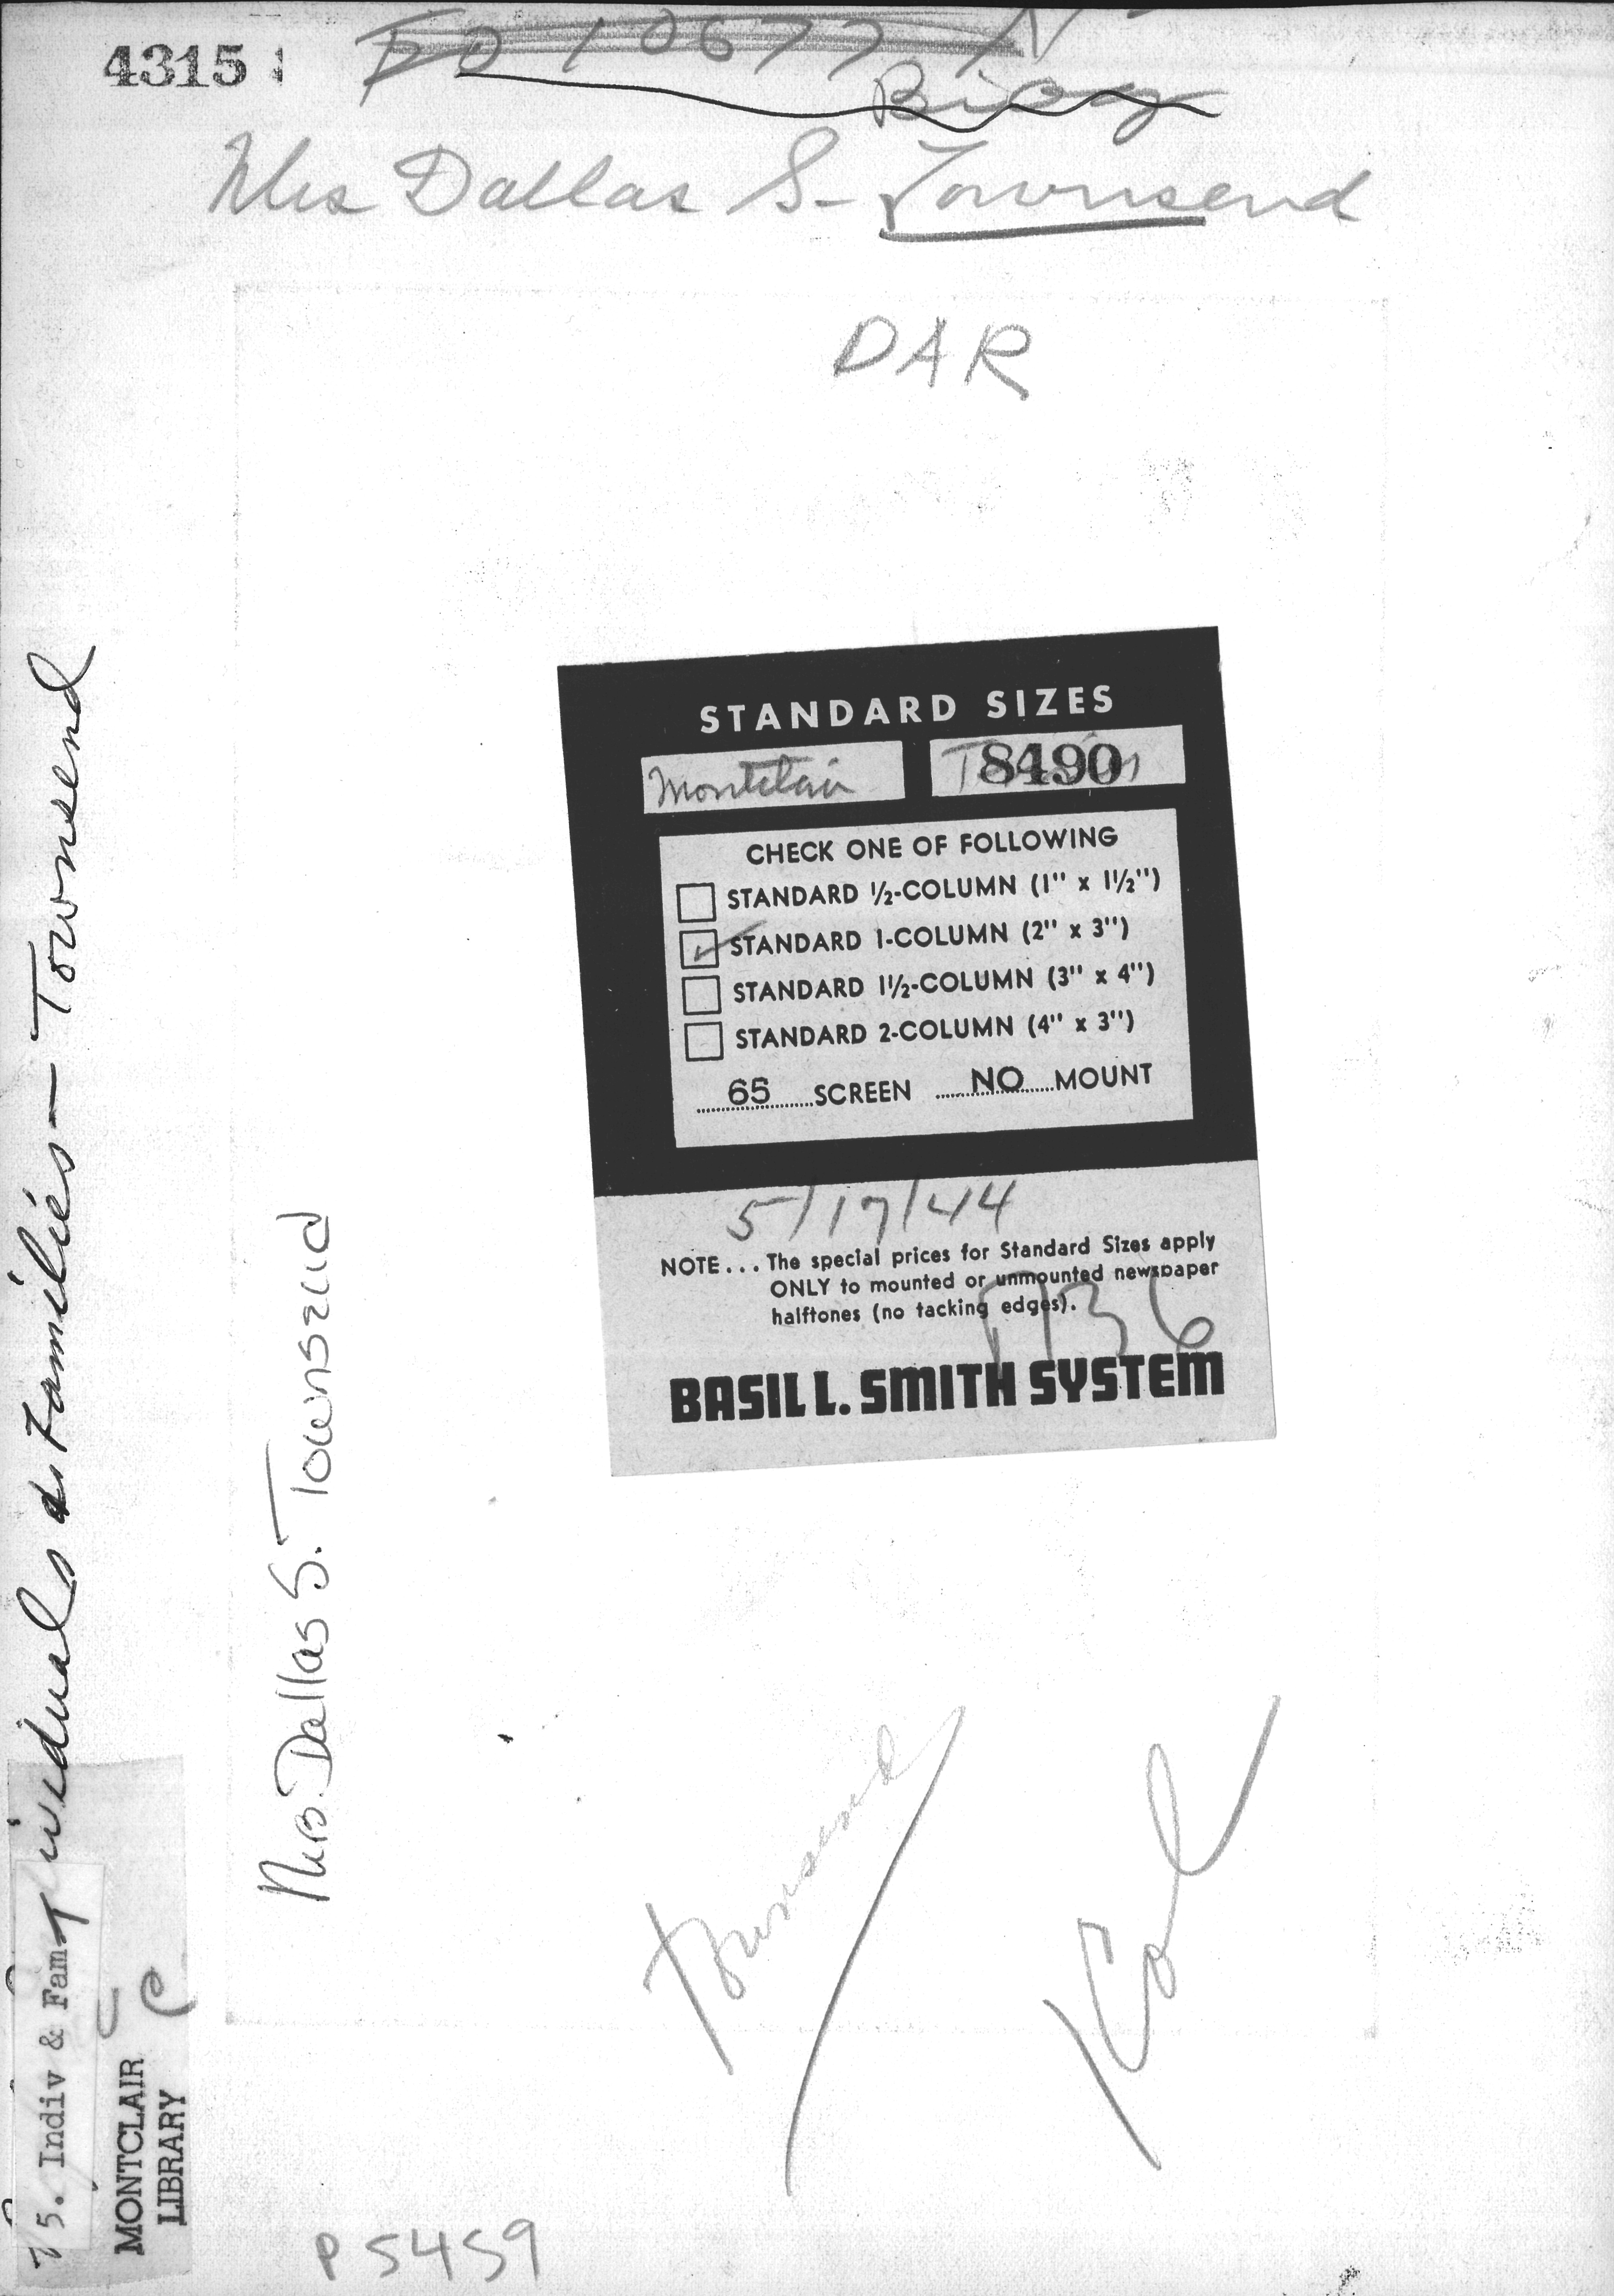 4315
Biog
Mrs Dallas S. Townsend
DAR
STANDARD SIZES
Montclair 8490
CHECK ONE OF FOLLOWING
STANDARD ½-COLUMN (1" x 1½")
STANDARD 1-COLUMN (2" x 3")
STANDARD 1½-COLUMN (3" x 4")
STANDARD 2-COLUMN (4" x 3")
65 SCREEN NO MOUNT
5/17/44
NOTE... The special prices for Standard Sizes apply
ONLY to mounted or unmounted newspaper
halftones (no tacking edges).
BASIL L. SMITH SYSTEM
Individuals & Families - Townsend
Mrs. Dallas S. Townsend
Townsend
5. Indiv & Fam
MONTCLAIR
LIBRARY
P 5459